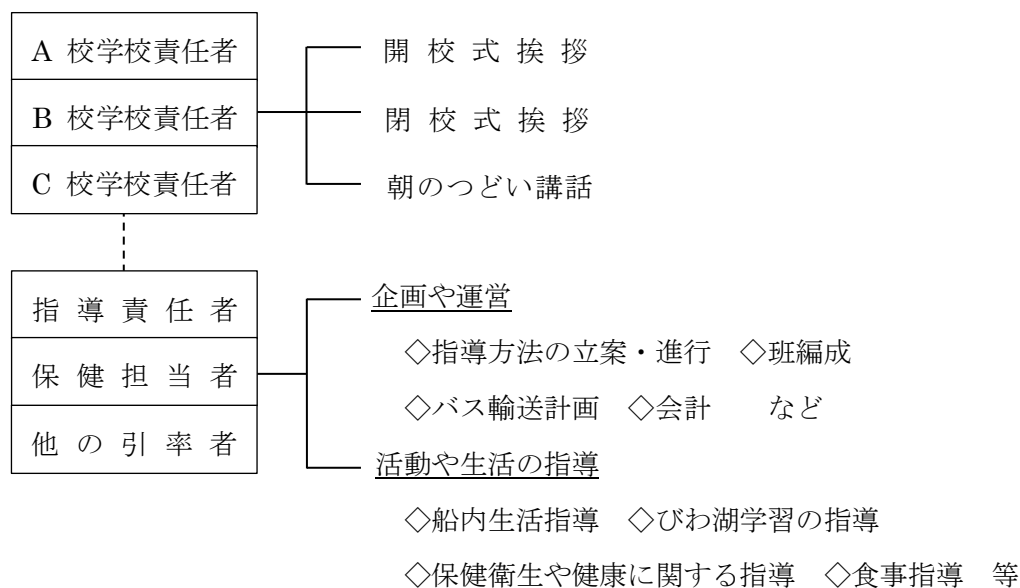 A 校学校責任者
B 校学校責任者
C 校学校責任者
開校式挨拶
閉校式挨拶
朝のつどい講話
指導責任者
保健担当者
他の引率者
企画や運営
◇指導方法の立案・進行 ◇班編成
◇バス輸送計画 ◇会計 など
活動や生活の指導
◇船内生活指導 ◇びわ湖学習の指導
◇保健衛生や健康に関する指導 ◇食事指導 等